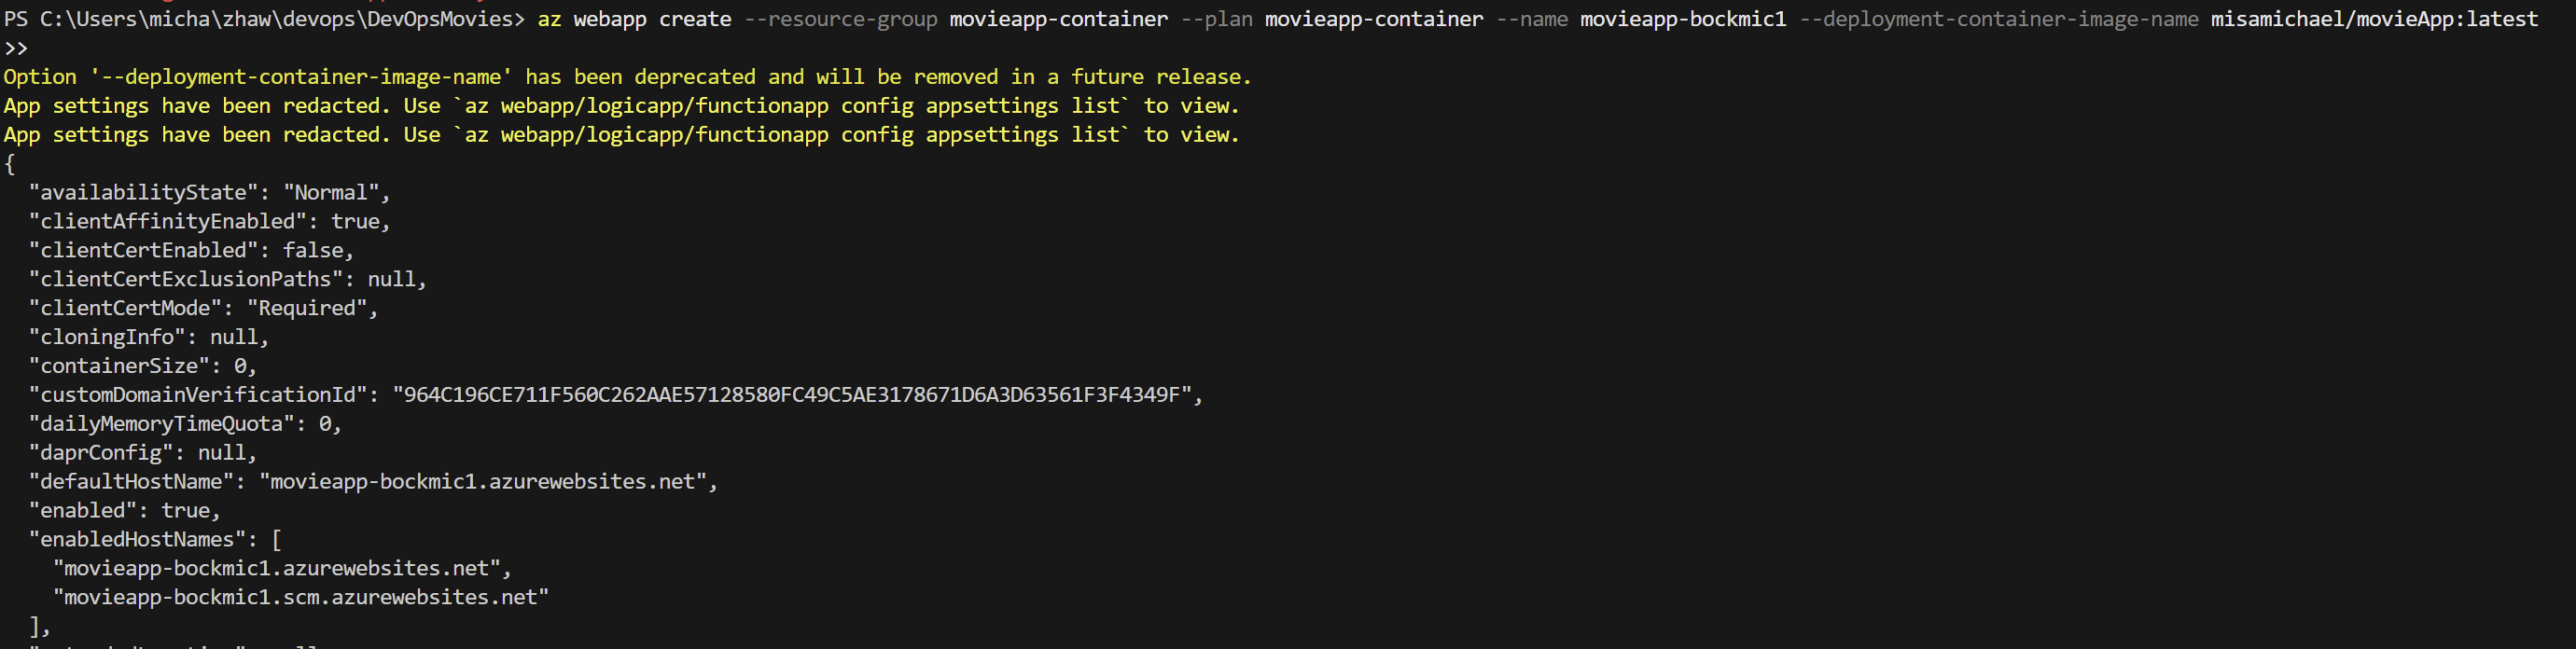 PS C:\Users\micha\zhaw\devops\DevOpsMovies> az webapp create --resource-group movieapp-container --plan movieapp-container --name movieapp-bockmic1 --deployment-container-image-name misamichael/movieApp:latest
>>
Option '--deployment-container-image-name' has been deprecated and will be removed in a future release.
App settings have been redacted. Use `az webapp/logicapp/functionapp config appsettings list` to view.
App settings have been redacted. Use `az webapp/logicapp/functionapp config appsettings list` to view.
{
  "availabilityState": "Normal",
  "clientAffinityEnabled": true,
  "clientCertEnabled": false,
  "clientCertExclusionPaths": null,
  "clientCertMode": "Required",
  "cloningInfo": null,
  "containerSize": 0,
  "customDomainVerificationId": "964C196CE711F560C262AAE57128580FC49C5AE3178671D6A3D63561F3F4349F",
  "dailyMemoryTimeQuota": 0,
  "daprConfig": null,
  "defaultHostName": "movieapp-bockmic1.azurewebsites.net",
  "enabled": true,
  "enabledHostNames": [
    "movieapp-bockmic1.azurewebsites.net",
    "movieapp-bockmic1.scm.azurewebsites.net"
  ],